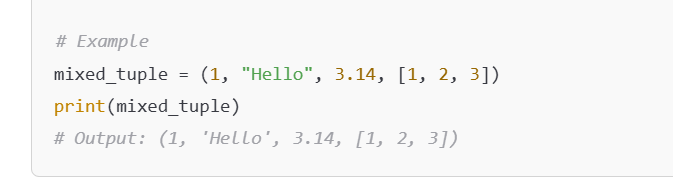 # Example
mixed_tuple = (1, "Hello", 3.14, [1, 2, 3])
print(mixed_tuple)
# Output: (1, 'Hello', 3.14, [1, 2, 3])